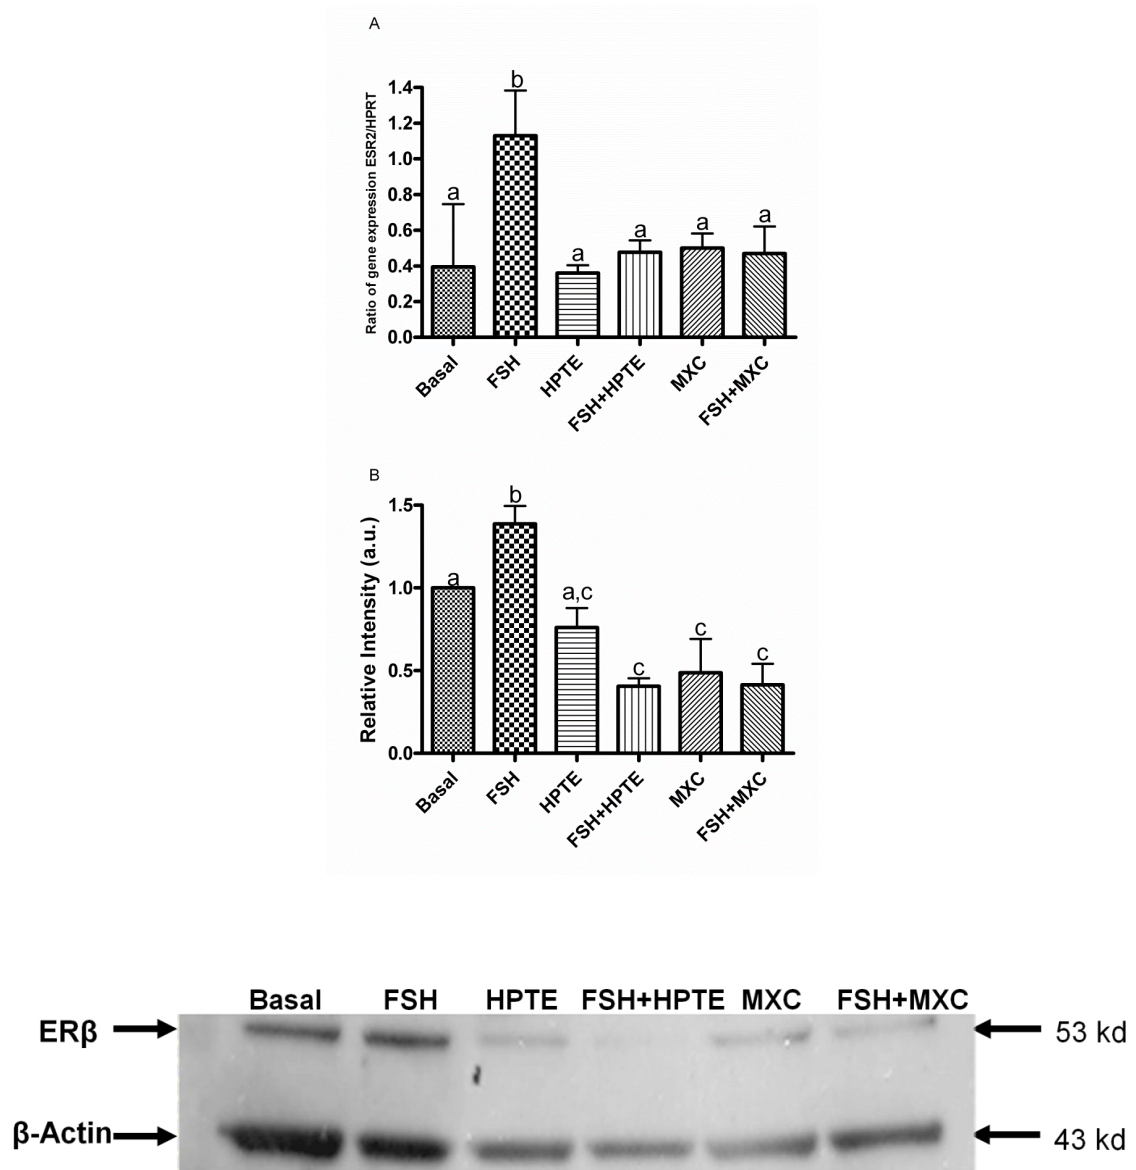 A
Ratio of gene expression ESR2/HPRT
1.4
1.2
1.0
0.8
0.6
0.4
0.2
0.0
a
b
a
a
a
a
Basal
FSH
HPTE
FSH+HPTE
MXC
FSH+MXC
B
Relative Intensity (a.u.)
1.5
1.0
0.5
0.0
a
b
a,c
c
c
c
Basal
FSH
HPTE
FSH+HPTE
MXC
FSH+MXC
Basal FSH HPTE FSH+HPTE MXC FSH+MXC
ERβ 53 kd
β-Actin 43 kd